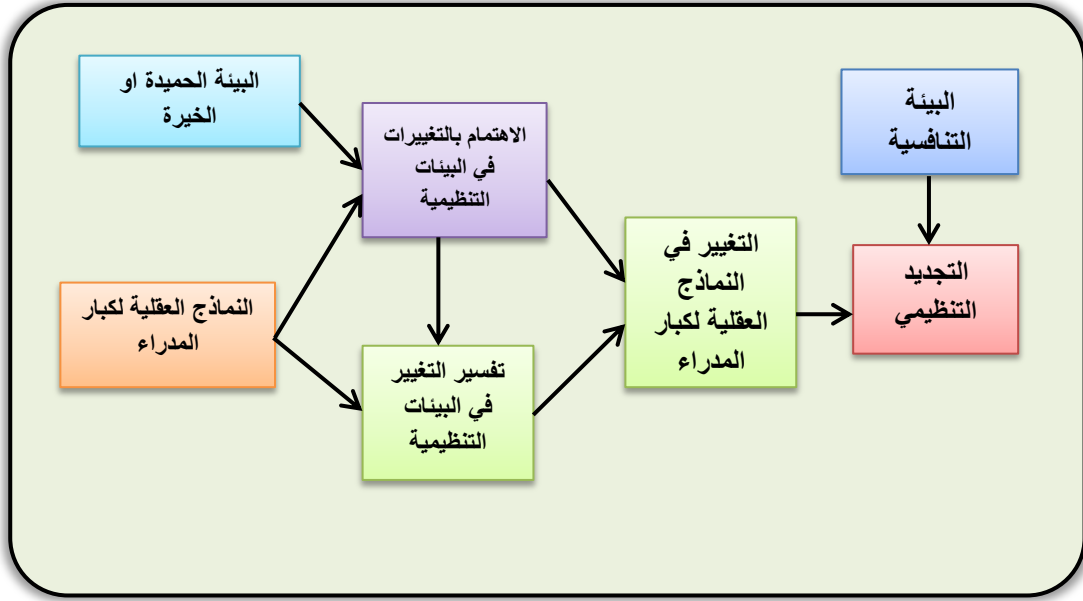 البيئة الحميدة او
الخيرة
البيئة
التنافسية
الاهتمام بالتغييرات
في البيئات
التنظيمية
التغيير في
النماذج
العقلية لكبار
المدراء
التجديد
التنظيمي
النماذج العقلية لكبار
المدراء
تفسير التغيير
في البيئات
التنظيمية